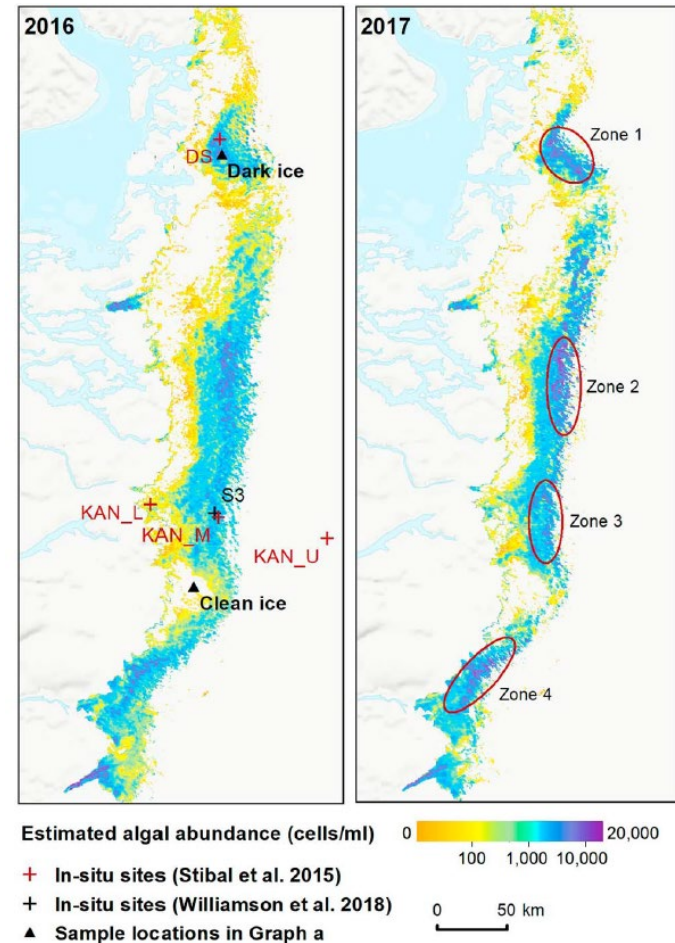 2016
DS
Dark ice
S3
KAN_L
KAN_M
KAN_U
Clean ice
2017
Zone 1
Zone 2
Zone 3
Zone 4
Estimated algal abundance (cells/ml)
0
20,000
100
1,000
10,000
In-situ sites (Stibal et al. 2015)
In-situ sites (Williamson et al. 2018)
Sample locations in Graph a
0
50 km